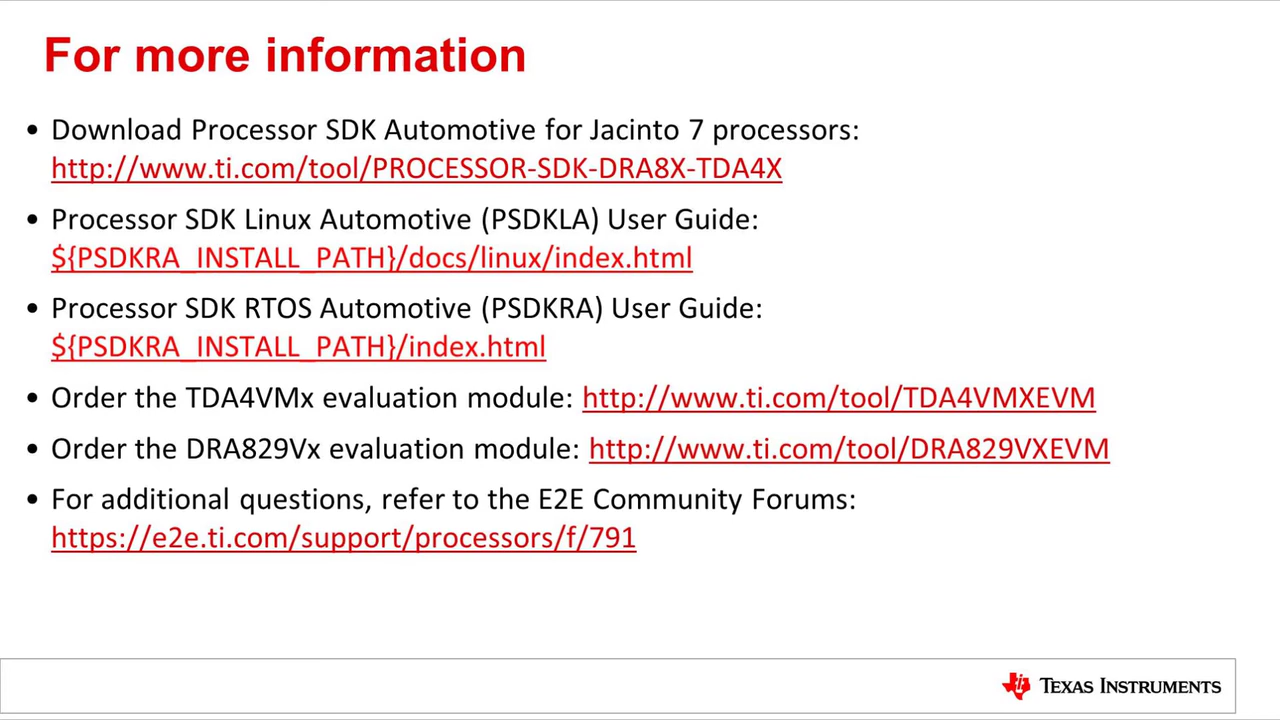 For more information
• Download Processor SDK Automotive for Jacinto 7 processors:
http://www.ti.com/tool/PROCESSOR-SDK-DRA8X-TDA4X
• Processor SDK Linux Automotive (PSDKLA) User Guide:
${PSDKRA_INSTALL_PATH}/docs/linux/index.html
• Processor SDK RTOS Automotive (PSDKRA) User Guide:
${PSDKRA_INSTALL_PATH}/index.html
• Order the TDA4VMx evaluation module: http://www.ti.com/tool/TDA4VMXEVM
• Order the DRA829Vx evaluation module: http://www.ti.com/tool/DRA829VXEVM
• For additional questions, refer to the E2E Community Forums:
https://e2e.ti.com/support/processors/f/791
TEXAS INSTRUMENTS